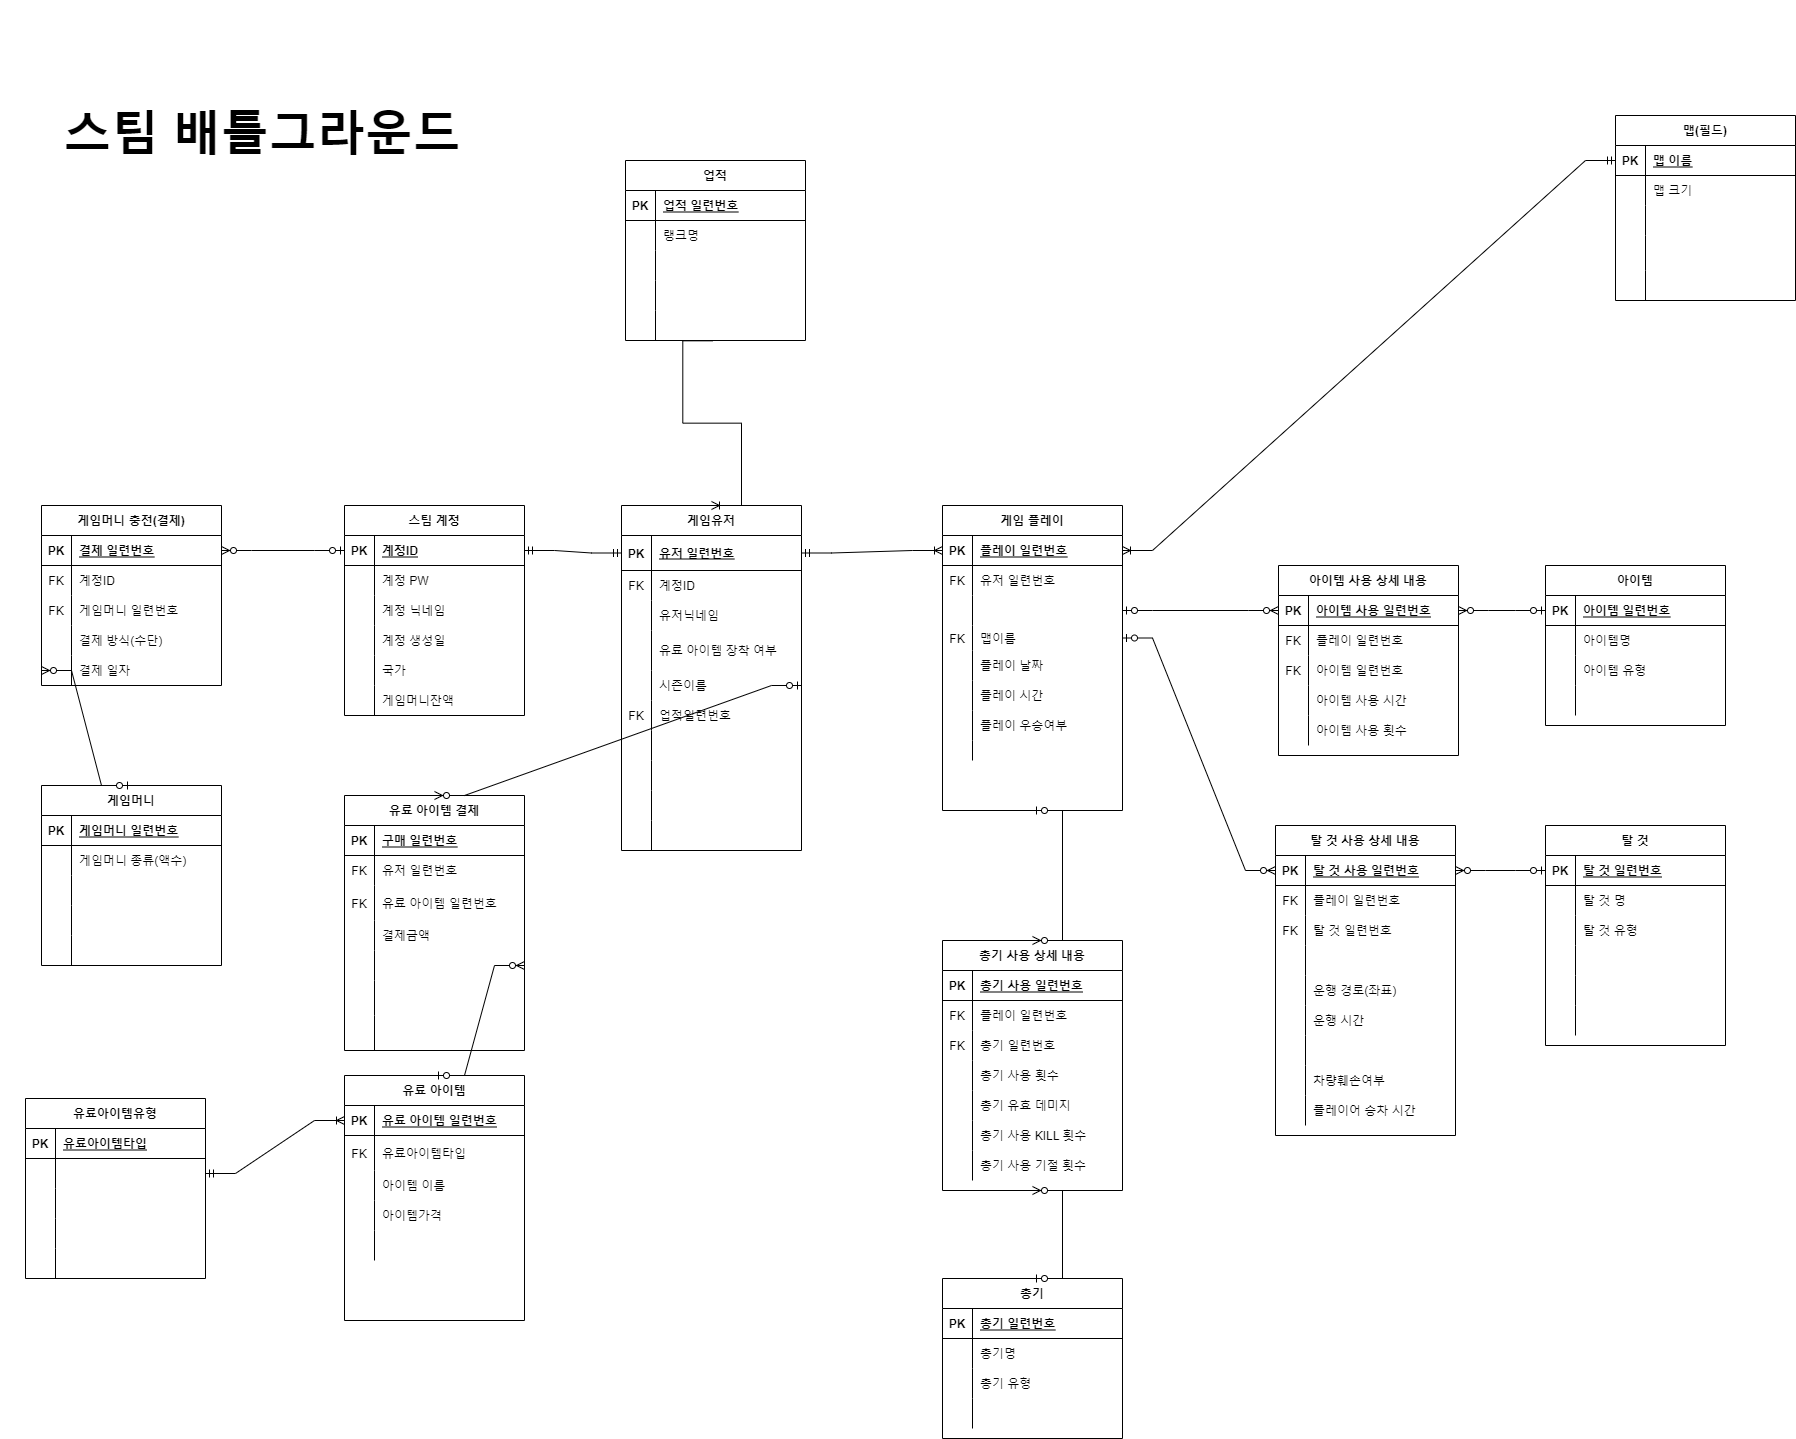 스팀 배틀그라운드
맵(필드)
PK 맵 이름
맵 크기
업적
PK 업적 일련번호
랭크명
게임머니 충전(결제)
PK 결제 일련번호
FK 계정ID
FK 게임머니 일련번호
결제 방식(수단)
결제 일자
스팀 계정
PK 계정ID
계정 PW
계정 닉네임
계정 생성일
국가
게임머니잔액
게임유저
PK 유저 일련번호
FK 계정ID
유저닉네임
유료 아이템 장착 여부
시즌이름
FK 업적일련번호
게임 플레이
PK 플레이 일련번호
FK 유저 일련번호
FK 맵이름
플레이 날짜
플레이 시간
플레이 우승여부
아이템 사용 상세 내용
PK 아이템 사용 일련번호
FK 플레이 일련번호
FK 아이템 일련번호
아이템 사용 시간
아이템 사용 횟수
아이템
PK 아이템 일련번호
아이템명
아이템 유형
게임머니
PK 게임머니 일련번호
게임머니 종류(액수)
유료 아이템 결제
PK 구매 일련번호
FK 유저 일련번호
FK 유료 아이템 일련번호
결제금액
탈 것 사용 상세 내용
PK 탈 것 사용 일련번호
FK 플레이 일련번호
FK 탈 것 일련번호
운행 경로(좌표)
운행 시간
차량훼손여부
플레이어 승차 시간
탈 것
PK 탈 것 일련번호
탈 것 명
탈 것 유형
총기 사용 상세 내용
PK 총기 사용 일련번호
FK 플레이 일련번호
FK 총기 일련번호
총기 사용 횟수
총기 유효 데미지
총기 사용 KILL 횟수
총기 사용 기절 횟수
유료아이템유형
PK 유료아이템타입
유료 아이템
PK 유료 아이템 일련번호
FK 유료아이템타입
아이템 이름
아이템가격
총기
PK 총기 일련번호
총기명
총기 유형